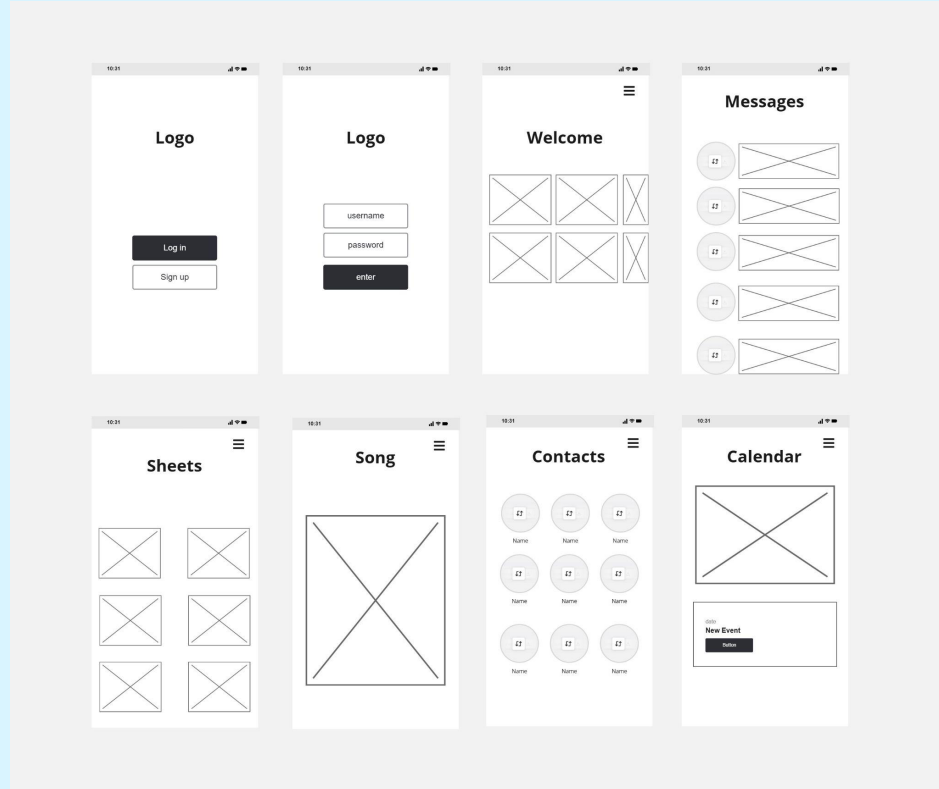 10:31
Logo
Log in
Sign up
10:31
Logo
username
password
enter
10:31
Welcome
10:31
Messages
10:31
Sheets
10:31
Song
10:31
Contacts
Name Name Name
Name Name Name
Name Name Name
10:31
Calendar
date
New Event
Button